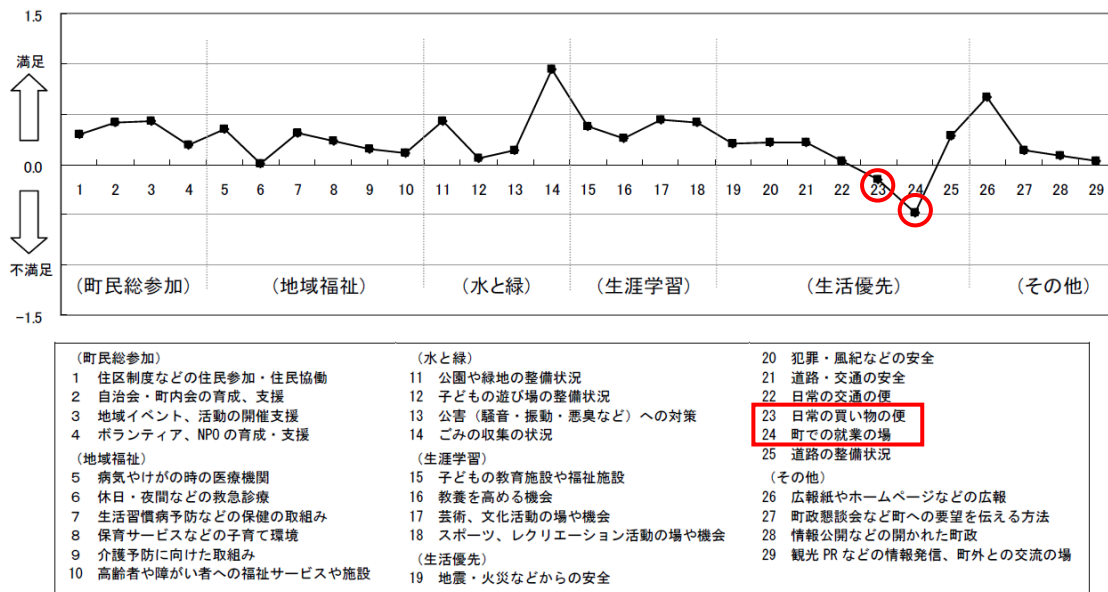 1.5
満足
0.0
1 2 3 4 5 6 7 8 9 10 11 12 13 14 15 16 17 18 19 20 21 22 23 24 25 26 27 28 29
不満足
（町民総参加） （地域福祉） （水と緑） （生涯学習） （生活優先） （その他）
-1.5
（町民総参加）
1 住区制度などの住民参加・住民協働
2 自治会・町内会の育成、支援
3 地域イベント、活動の開催支援
4 ボランティア、NPOの育成・支援
（地域福祉）
5 病気やけがの時の医療機関
6 休日・夜間などの救急診療
7 生活習慣病予防などの保健の取組み
8 保育サービスなどの子育て環境
9 介護予防に向けた取組み
10 高齢者や障がい者への福祉サービスや施設
（水と緑）
11 公園や緑地の整備状況
12 子どもの遊び場の整備状況
13 公害（騒音・振動・悪臭など）への対策
14 ごみの収集の状況
（生涯学習）
15 子どもの教育施設や福祉施設
16 教養を高める機会
17 芸術、文化活動の場や機会
18 スポーツ、レクリエーション活動の場や機会
（生活優先）
19 地震・火災などからの安全
20 犯罪・風紀などの安全
21 道路・交通の安全
22 日常の交通の便
23 日常の買い物の便
24 町での就業の場
25 道路の整備状況
（その他）
26 広報紙やホームページなどの広報
27 町政懇談会など町への要望を伝える方法
28 情報公開などの開かれた町政
29 観光PRなどの情報発信、町外との交流の場